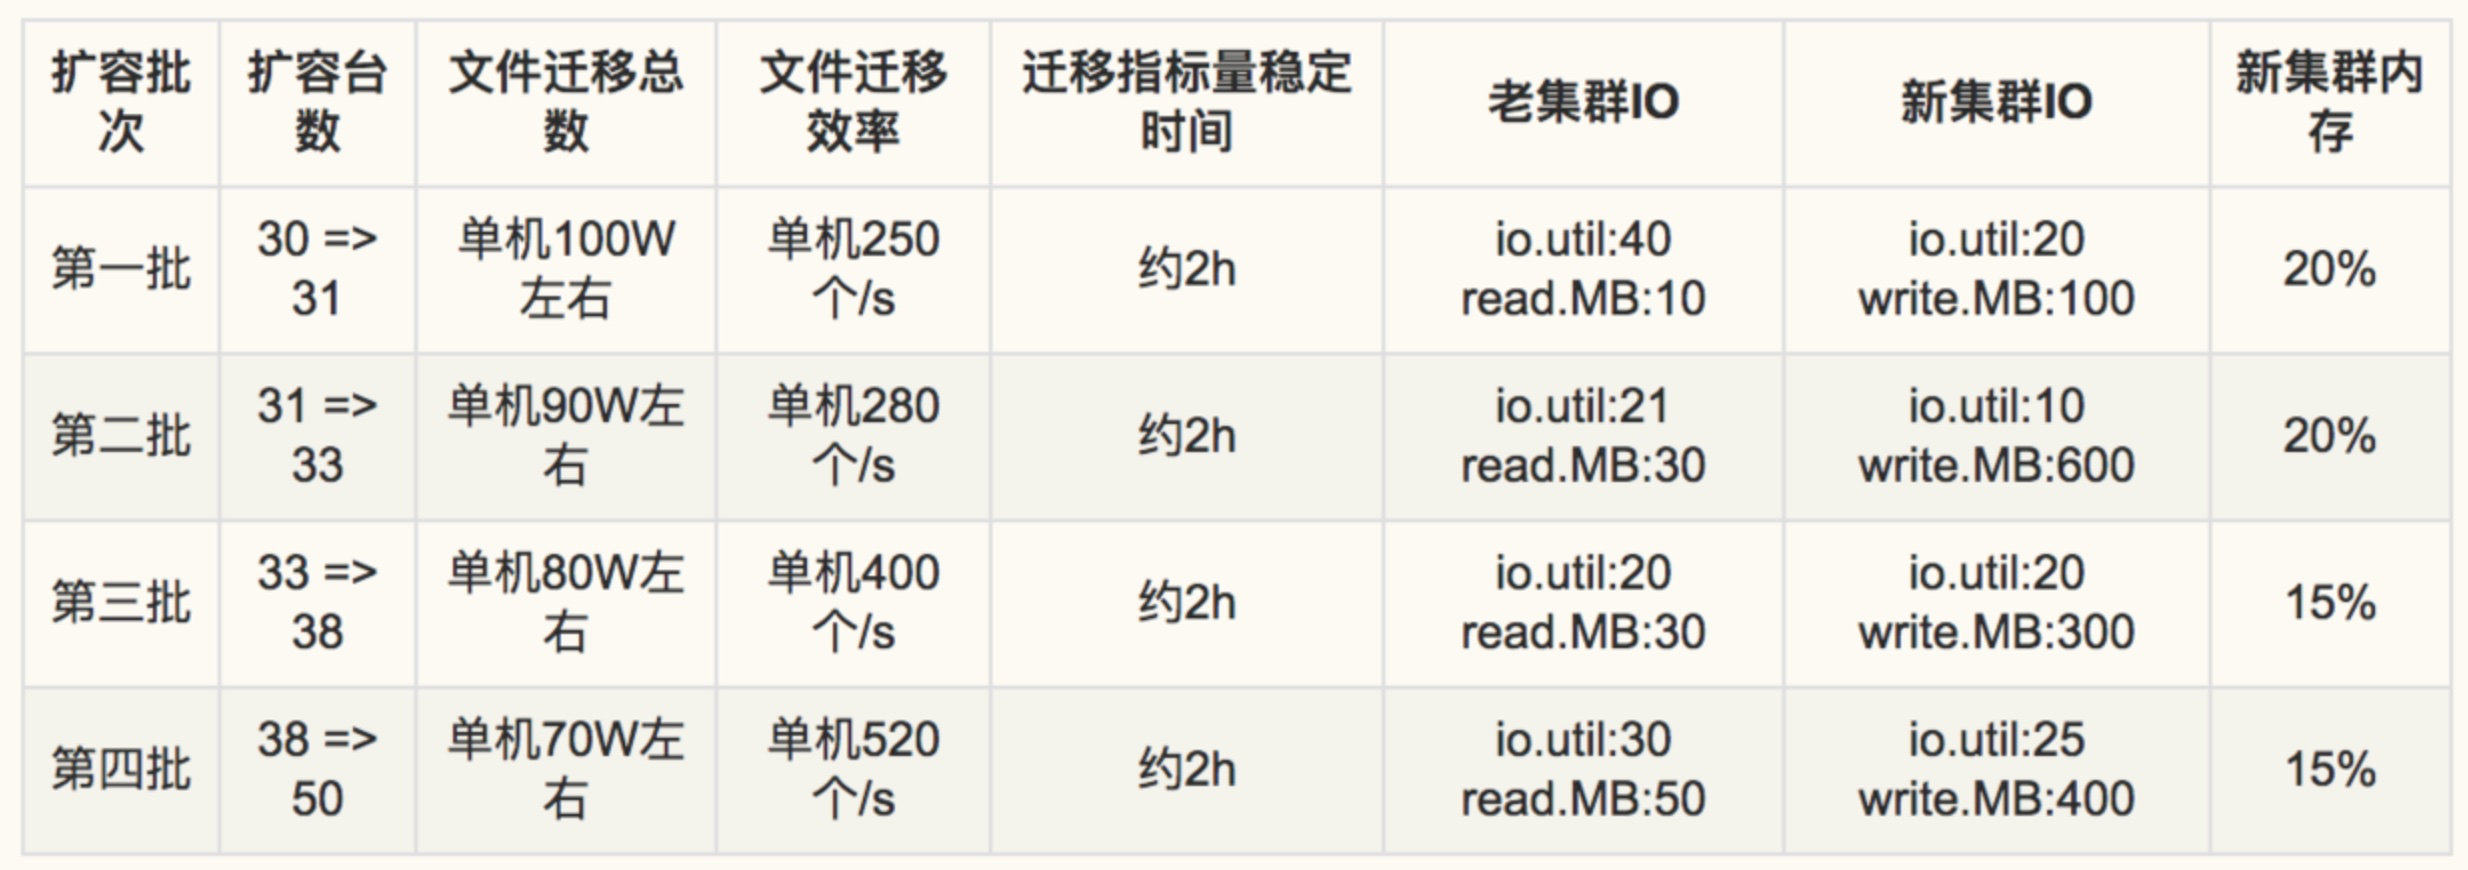 扩容批
次
扩容台
数
文件迁移总
数
文件迁移
效率
迁移指标量稳定
时间
老集群IO
新集群IO
新集群内
存
第一批
30 =>
31
单机100W
左右
单机250
个/s
约2h
io.util:40
read.MB:10
io.util:20
write.MB:100
20%
第二批
31 =>
33
单机90W左
右
单机280
个/s
约2h
io.util:21
read.MB:30
io.util:10
write.MB:600
20%
第三批
33 =>
38
单机80W左
右
单机400
个/s
约2h
io.util:20
read.MB:30
io.util:20
write.MB:300
15%
第四批
38 =>
50
单机70W左
右
单机520
个/s
约2h
io.util:30
read.MB:50
io.util:25
write.MB:400
15%